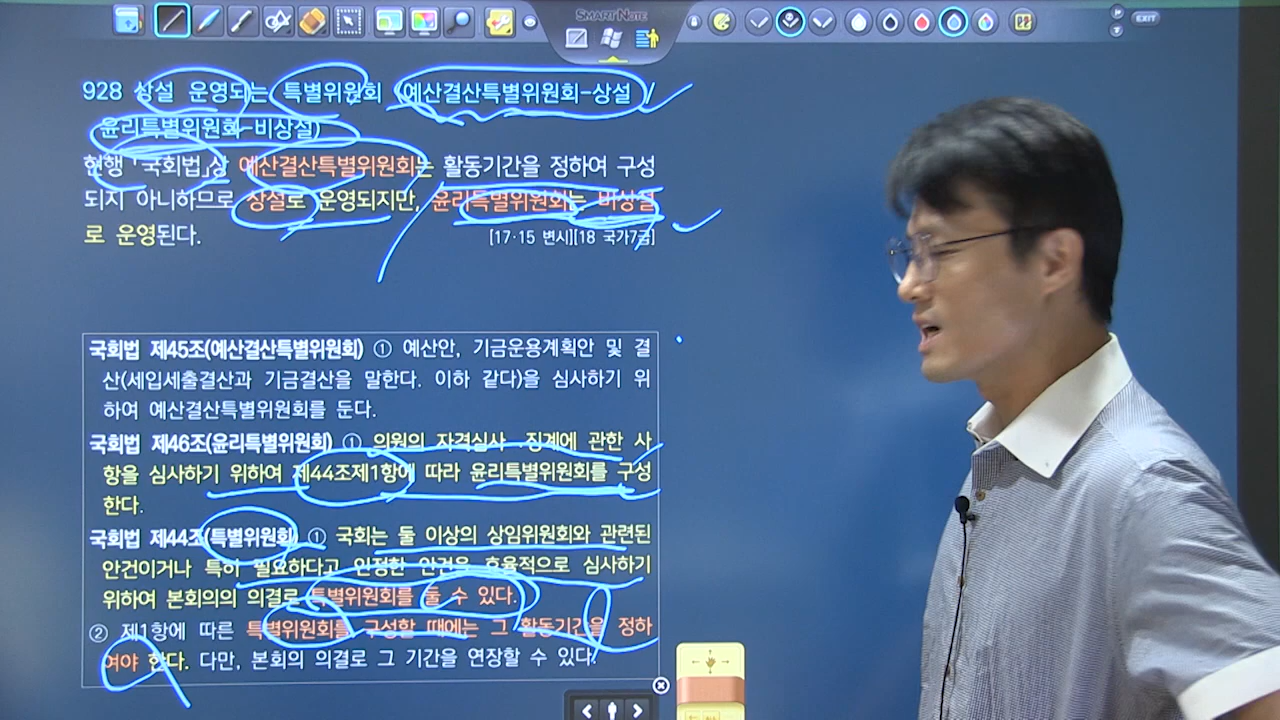 SMARTNOTE
EXIT
928 상설 운영되는 특별위원회 (예산결산특별위원회-상설 /
윤리특별위원회-비상설)
현행 「국회법」상 예산결산특별위원회는 활동기간을 정하여 구성
되지 아니하므로 상설로 운영되지만, 윤리특별위원회는 비상설
로 운영된다.
[17·15 변시][18 국가7급]
국회법 제45조(예산결산특별위원회) ① 예산안, 기금운용계획안 및 결
산(세입세출결산과 기금결산을 말한다. 이하 같다)을 심사하기 위
하여 예산결산특별위원회를 둔다.
국회법 제46조(윤리특별위원회) ① 의원의 자격심사·징계에 관한 사
항을 심사하기 위하여 제44조제1항에 따라 윤리특별위원회를 구성
한다.
국회법 제44조(특별위원회) ① 국회는 둘 이상의 상임위원회와 관련된
안건이거나 특히 필요하다고 인정한 안건을 효율적으로 심사하기
위하여 본회의의 의결로 특별위원회를 둘 수 있다.
② 제1항에 따른 특별위원회를 구성할 때에는 그 활동기간을 정하
여야 한다. 다만, 본회의 의결로 그 기간을 연장할 수 있다.